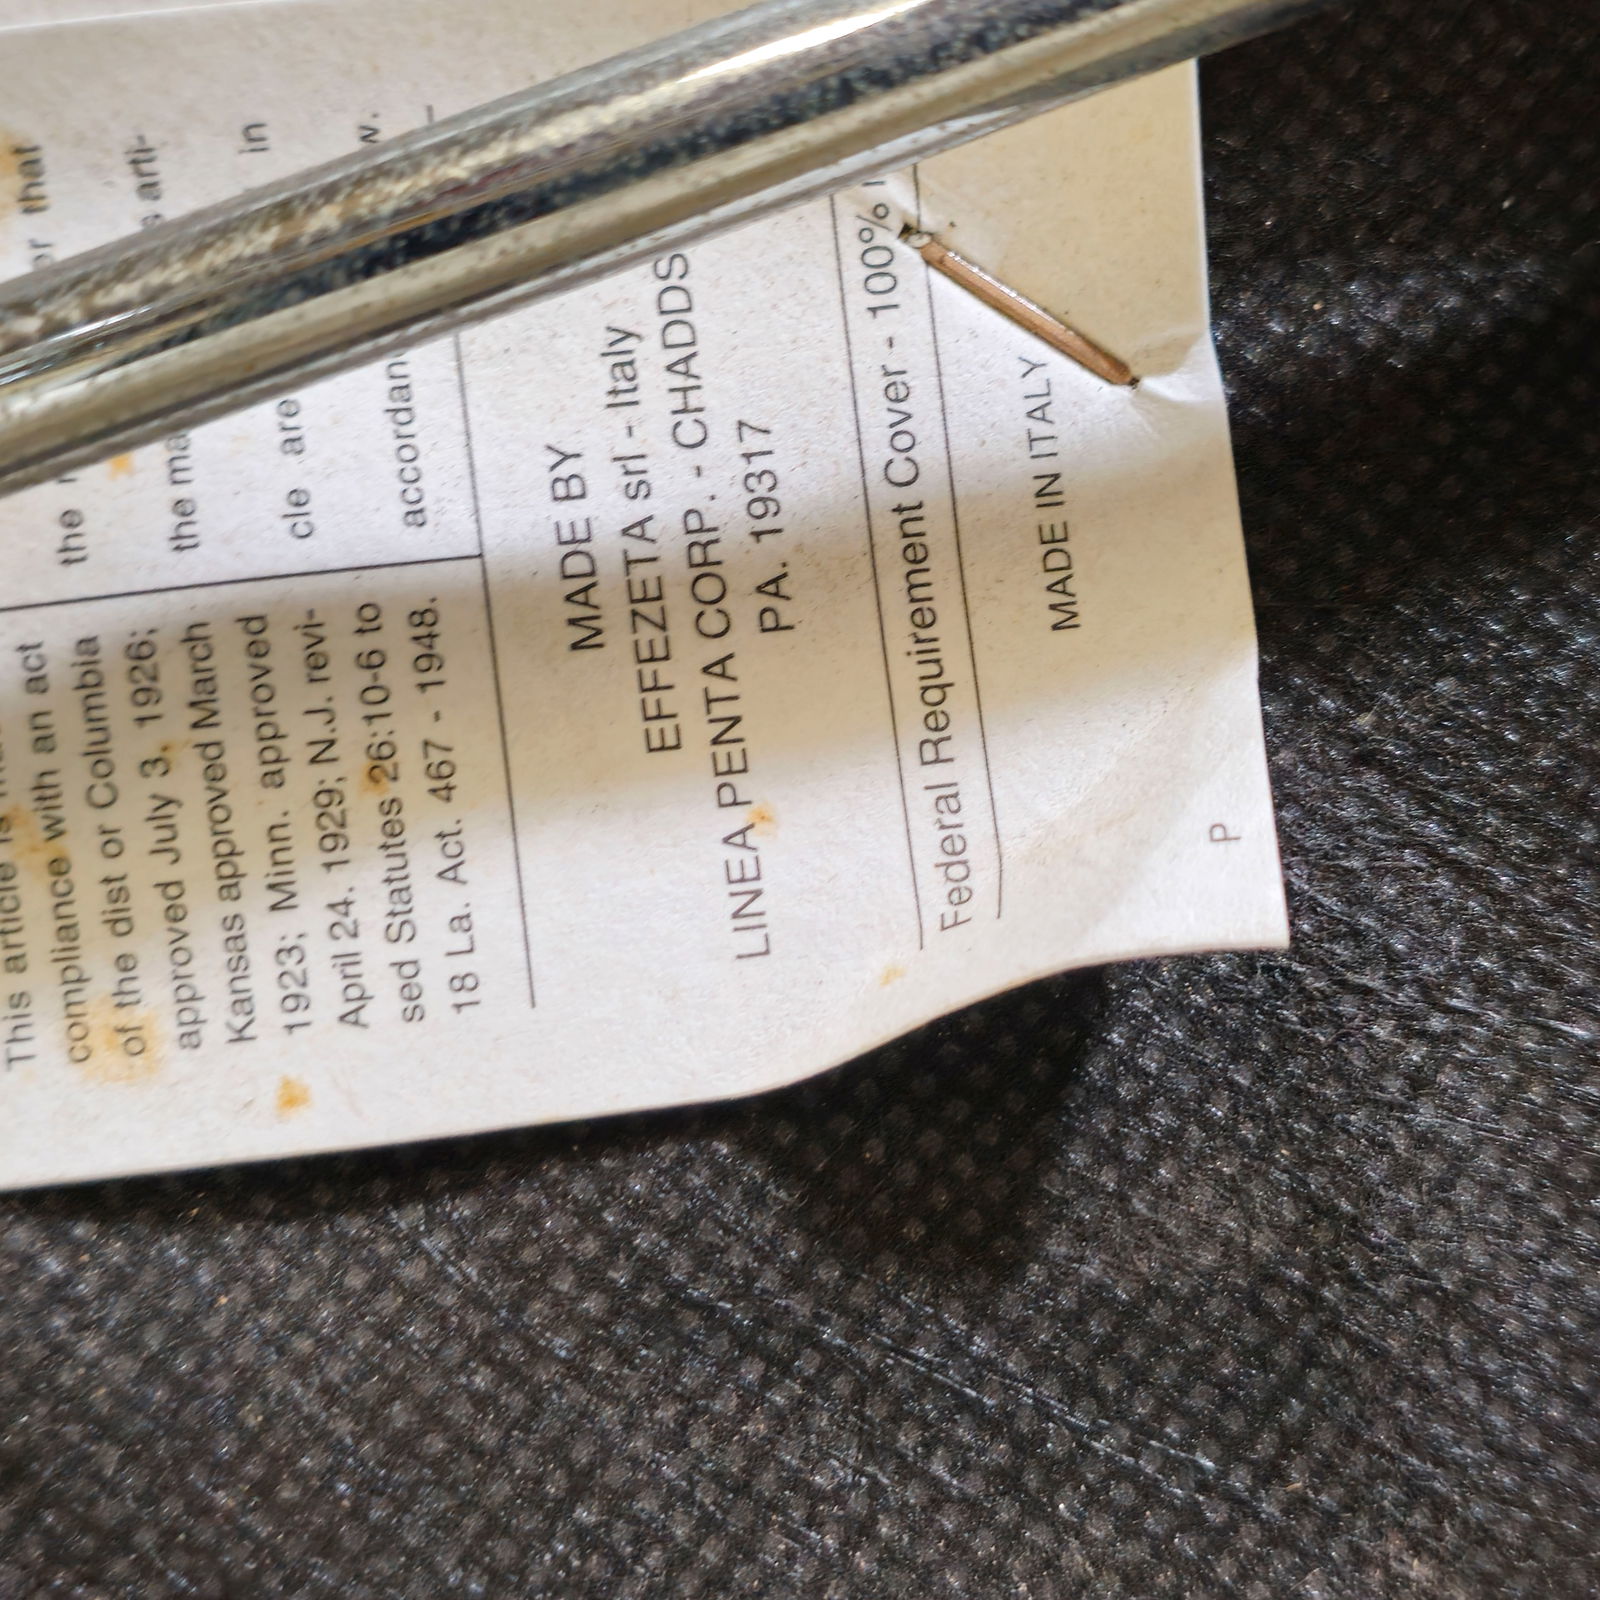 This article is
compliance with an act
of the dist or Columbia
approved July 3, 1926;
Kansas approved March
1923; Minn. approved
April 24. 1929; N.J. revi-
sed Statutes 26:10-6 to
18 La. Act. 467 - 1948.
that
the
arti-
the
cle are in
MADE BY
EFFEZETA srl - Italy
LINEA PENTA CORP. - CHADDS
PA. 19317
Federal Requirement Cover - 100%
MADE IN ITALY
P